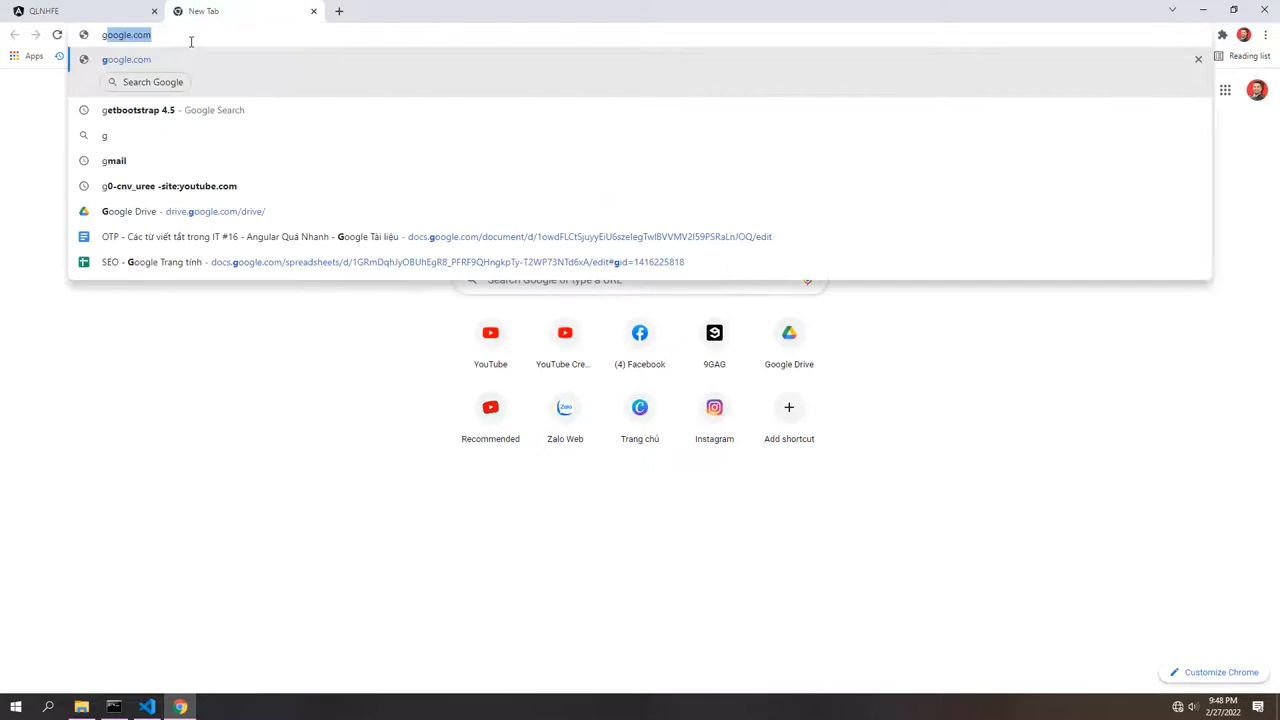 QLNHFE
New Tab
google.com
Apps
Reading list
google.com
Search Google
getbootstrap 4.5 - Google Search
g
gmail
g0-cnv_uree -site:youtube.com
Google Drive - drive.google.com/drive/
OTP - Các từ viết tắt trong IT #16 - Angular Quá Nhanh - Google Tài liệu - docs.google.com/document/d/1owdFLCtSjuyyEiU6szelegTwIBVVMV2I59PSRaLnJOQ/edit
SEO - Google Trang tính - docs.google.com/spreadsheets/d/1GRmDqhJyOBUhEgR8_PFRF9QHngkpTy-T2WP73NTd6xA/edit#gid=1416225818
Search Google or type a URL
YouTube
YouTube Cre...
(4) Facebook
9GAG
Google Drive
Recommended
Zalo Web
Trang chủ
Instagram
Add shortcut
Customize Chrome
9:48 PM
2/27/2022